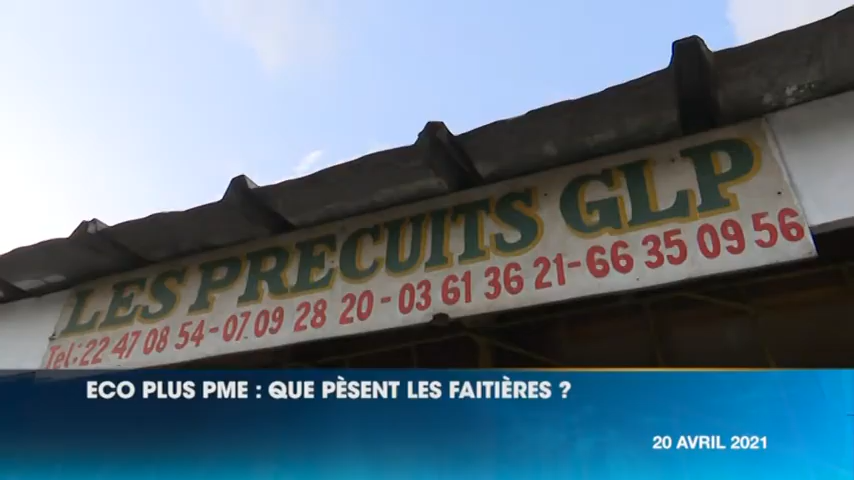 LES PRECUITS GLP
Tel: 22 47 08 54 - 07 09 28 20 - 03 61 36 21 - 66 35 09 56
ECO PLUS PME : QUE PÈSENT LES FAITIÈRES ?
20 AVRIL 2021